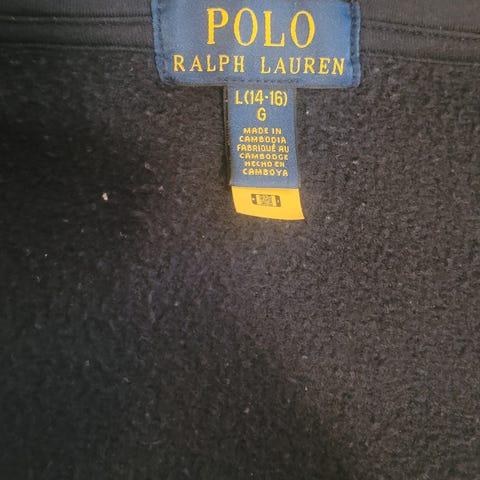 POLO
RALPH LAUREN
L(14-16)
G
MADE IN
CAMBODIA
FABRIQUÉ AU
CAMBODGE
HECHO EN
CAMBOYA